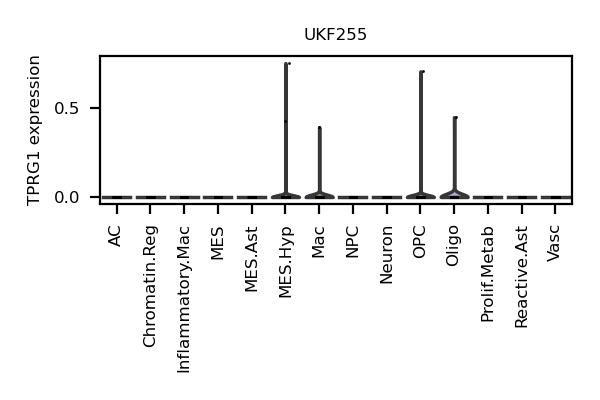 UKF255
TPRG1 expression
0.5
0.0
AC
Chromatin.Reg
Inflammatory.Mac
MES
MES.Ast
MES.Hyp
Mac
NPC
Neuron
OPC
Oligo
Prolif.Metab
Reactive.Ast
Vasc